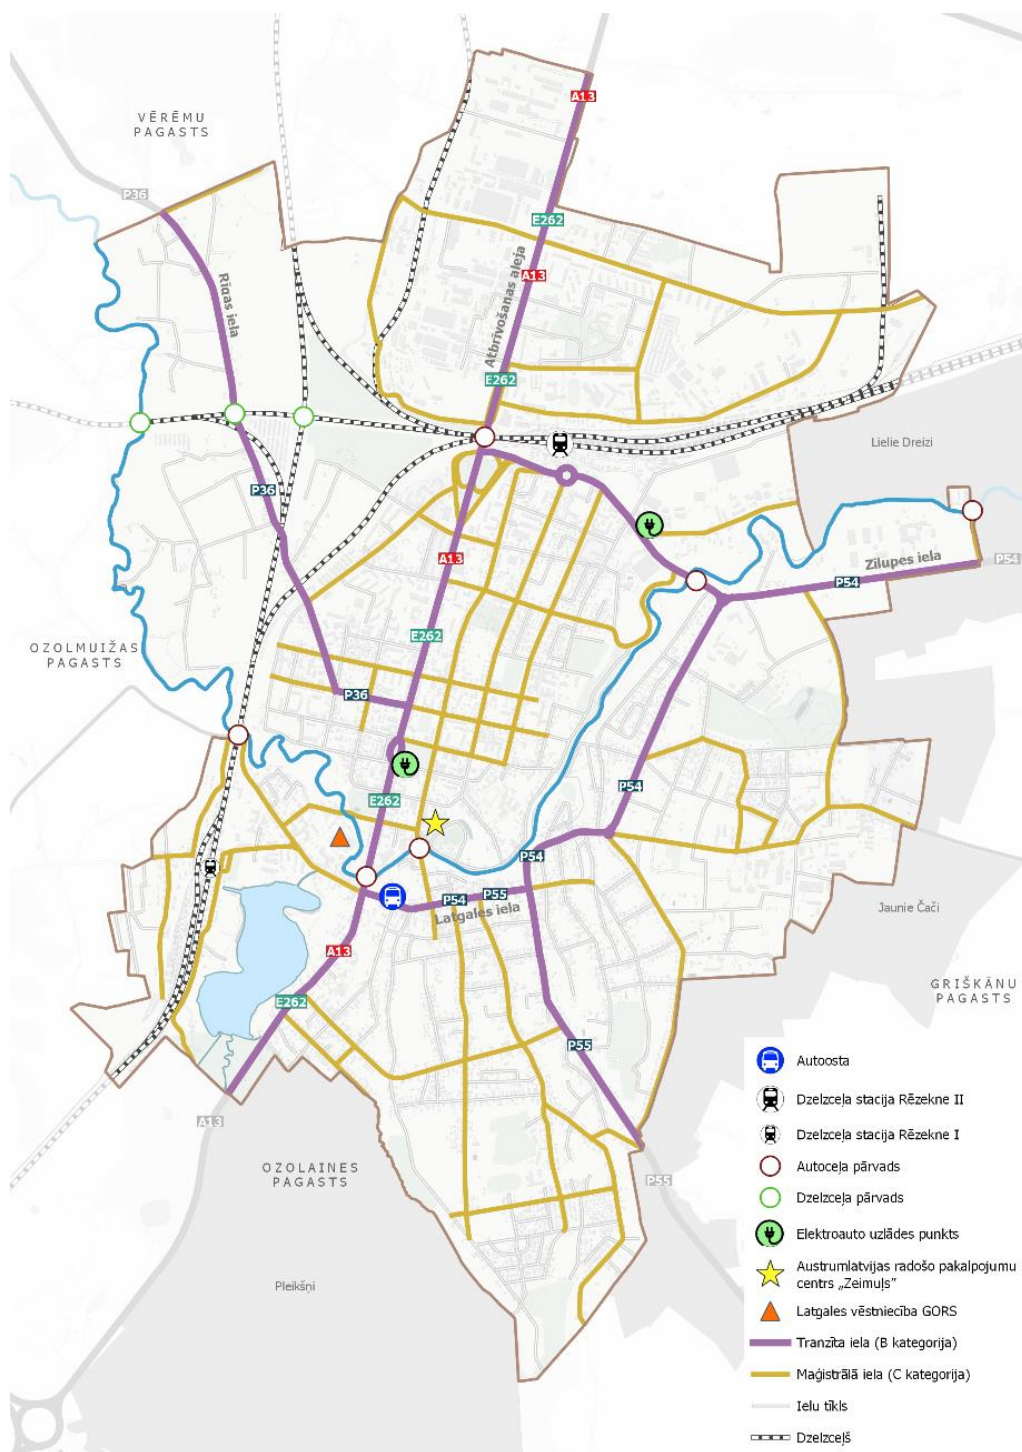 A13
VĒRĒMU
PAGASTS
P36
E262
A13
Rīgas iela
Atbrīvošanas aleja
E262
Lielie Dreizi
P36
A13
Zilupes iela
P54
P54
E262
OZOLMUIŽAS
PAGASTS
P36
P54
E262
P54
P54
P55
Latgales iela
Jaunie Čači
A13
GRIŠKĀNU
PAGASTS
E262
P55
A13
OZOLAINES
PAGASTS
P55
Pleikšņi
Autoosta
Dzelzceļa stacija Rēzekne II
Dzelzceļa stacija Rēzekne I
Autoceļa pārvads
Dzelzceļa pārvads
Elektroauto uzlādes punkts
Austrumlatvijas radošo pakalpojumu
centrs „Zeimuļs”
Latgales vēstniecība GORS
Tranzīta iela (B kategorija)
Maģistrālā iela (C kategorija)
Ielu tīkls
Dzelzceļš